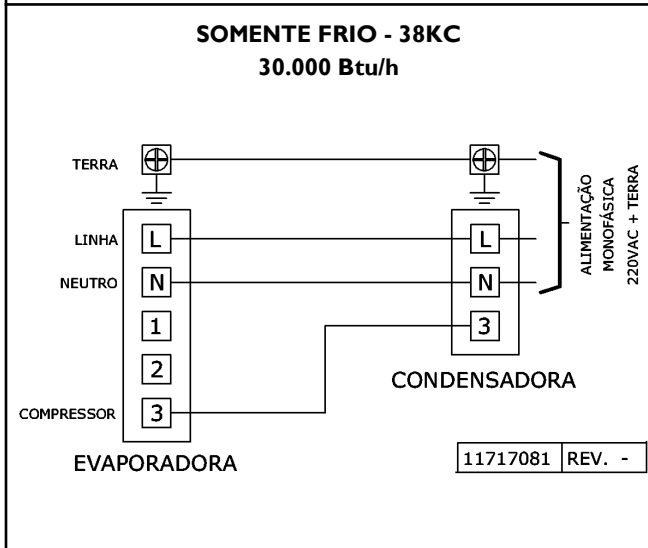 SOMENTE FRIO - 38KC
30.000 Btu/h
TERRA
LINHA
NEUTRO
COMPRESSOR
L
N
1
2
3
EVAPORADORA
L
N
3
CONDENSADORA
ALIMENTAÇÃO
MONOFÁSICA
220VAC + TERRA
11717081 REV. -